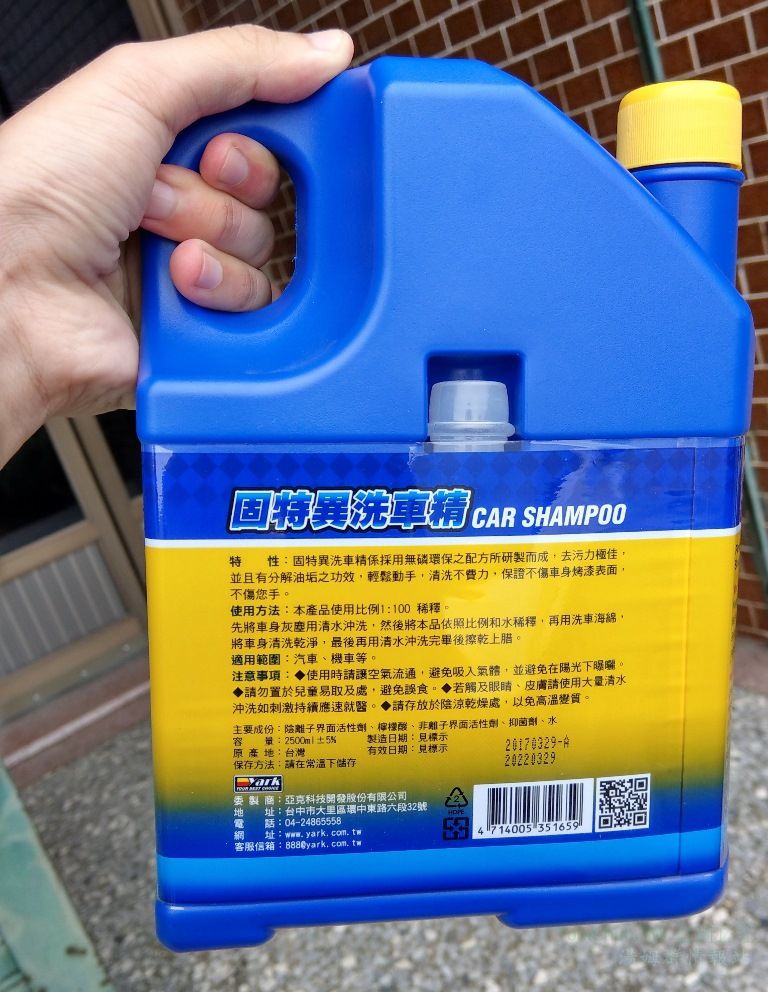 固特異洗車精 CAR SHAMPOO
特　　性：固特異洗車精係採用無磷環保之配方所研製而成，去污力極佳，
並且有分解油垢之功效，輕鬆動手，清洗不費力，保證不傷車身烤漆表面，
不傷您手。
使用方法：本產品使用比例1:100 稀釋。
先將車身灰塵用清水沖洗，然後將本品依照比例和水稀釋，再用洗車海綿，
將車身清洗乾淨，最後再用清水沖洗完畢後擦乾上腊。
適用範圍：汽車、機車等。
注意事項：◆使用時請讓空氣流通，避免吸入氣體，並避免在陽光下曝曬。
◆請勿置於兒童易取及處，避免誤食。◆若觸及眼睛、皮膚請使用大量清水
沖洗如刺激持續應速就醫。◆請存放於陰涼乾燥處，以免高溫變質。
主要成份：陰離子界面活性劑、檸檬酸、非離子界面活性劑、抑菌劑、水
容　　量：2500ml±5%　製造日期：見標示　20170329-A
原 產 地：台灣　有效日期：見標示　20220329
保存方法：請在常溫下儲存
Yark
YOUR BEST CHOICE
委 製 商：亞克科技開發股份有限公司
地　　址：台中市大里區環中東路六段32號
電　　話：04-24865558
網　　址：www.yark.com.tw
客服信箱：888@yark.com.tw
2
HDPE
4 714005 351659